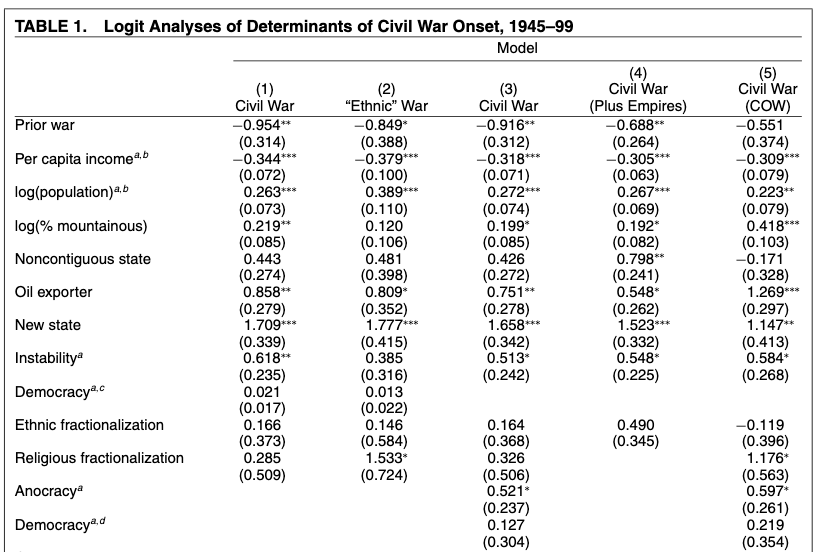 TABLE 1. Logit Analyses of Determinants of Civil War Onset, 1945–99
Model
(1) (2) (3) (4) (5)
Civil War “Ethnic” War Civil War Civil War (Plus Empires) Civil War (COW)
Prior war −0.954** −0.849* −0.916** −0.688** −0.551
(0.314) (0.388) (0.312) (0.264) (0.374)
Per capita income a,b −0.344*** −0.379*** −0.318*** −0.305*** −0.309***
(0.072) (0.100) (0.071) (0.063) (0.079)
log(population) a,b 0.263*** 0.389*** 0.272*** 0.267*** 0.223**
(0.073) (0.110) (0.074) (0.069) (0.079)
log(% mountainous) 0.219** 0.120 0.199* 0.192* 0.418***
(0.085) (0.106) (0.085) (0.082) (0.103)
Noncontiguous state 0.443 0.481 0.426 0.798** −0.171
(0.274) (0.398) (0.272) (0.241) (0.328)
Oil exporter 0.858** 0.809* 0.751** 0.548* 1.269***
(0.279) (0.352) (0.278) (0.262) (0.297)
New state 1.709*** 1.777*** 1.658*** 1.523*** 1.147**
(0.339) (0.415) (0.342) (0.332) (0.413)
Instability a 0.618** 0.385 0.513* 0.548* 0.584*
(0.235) (0.316) (0.242) (0.225) (0.268)
Democracy a,c 0.021 0.013
(0.017) (0.022)
Ethnic fractionalization 0.166 0.146 0.164 0.490 −0.119
(0.373) (0.584) (0.368) (0.345) (0.396)
Religious fractionalization 0.285 1.533* 0.326 1.176*
(0.509) (0.724) (0.506) (0.563)
Anocracy a 0.521* 0.597*
(0.237) (0.261)
Democracy a,d 0.127 0.219
(0.304) (0.354)